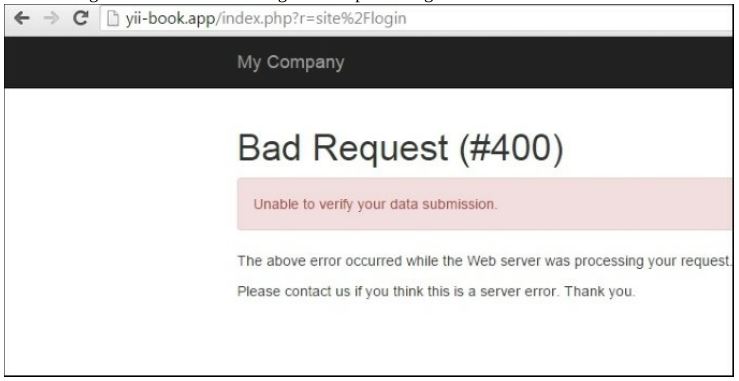 yii-book.app/index.php?r=site%2Flogin
My Company
Bad Request (#400)
Unable to verify your data submission.
The above error occurred while the Web server was processing your request.
Please contact us if you think this is a server error. Thank you.